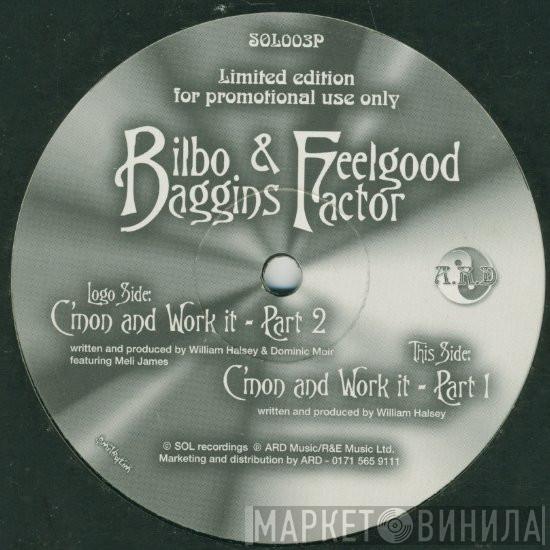 SOL003P
Limited edition
for promotional use only
Bilbo & Feelgood
Baggins Factor
A.R.D
Logo Side:
C'mon and Work it - Part 2
written and produced by William Halsey & Dominic Moir
featuring Meli James
This Side:
C'mon and Work it - Part 1
written and produced by William Halsey
© SOL recordings ℗ ARD Music/R&E Music Ltd.
Marketing and distribution by ARD - 0171 565 9111
МАРКЕТ ВИНИЛА